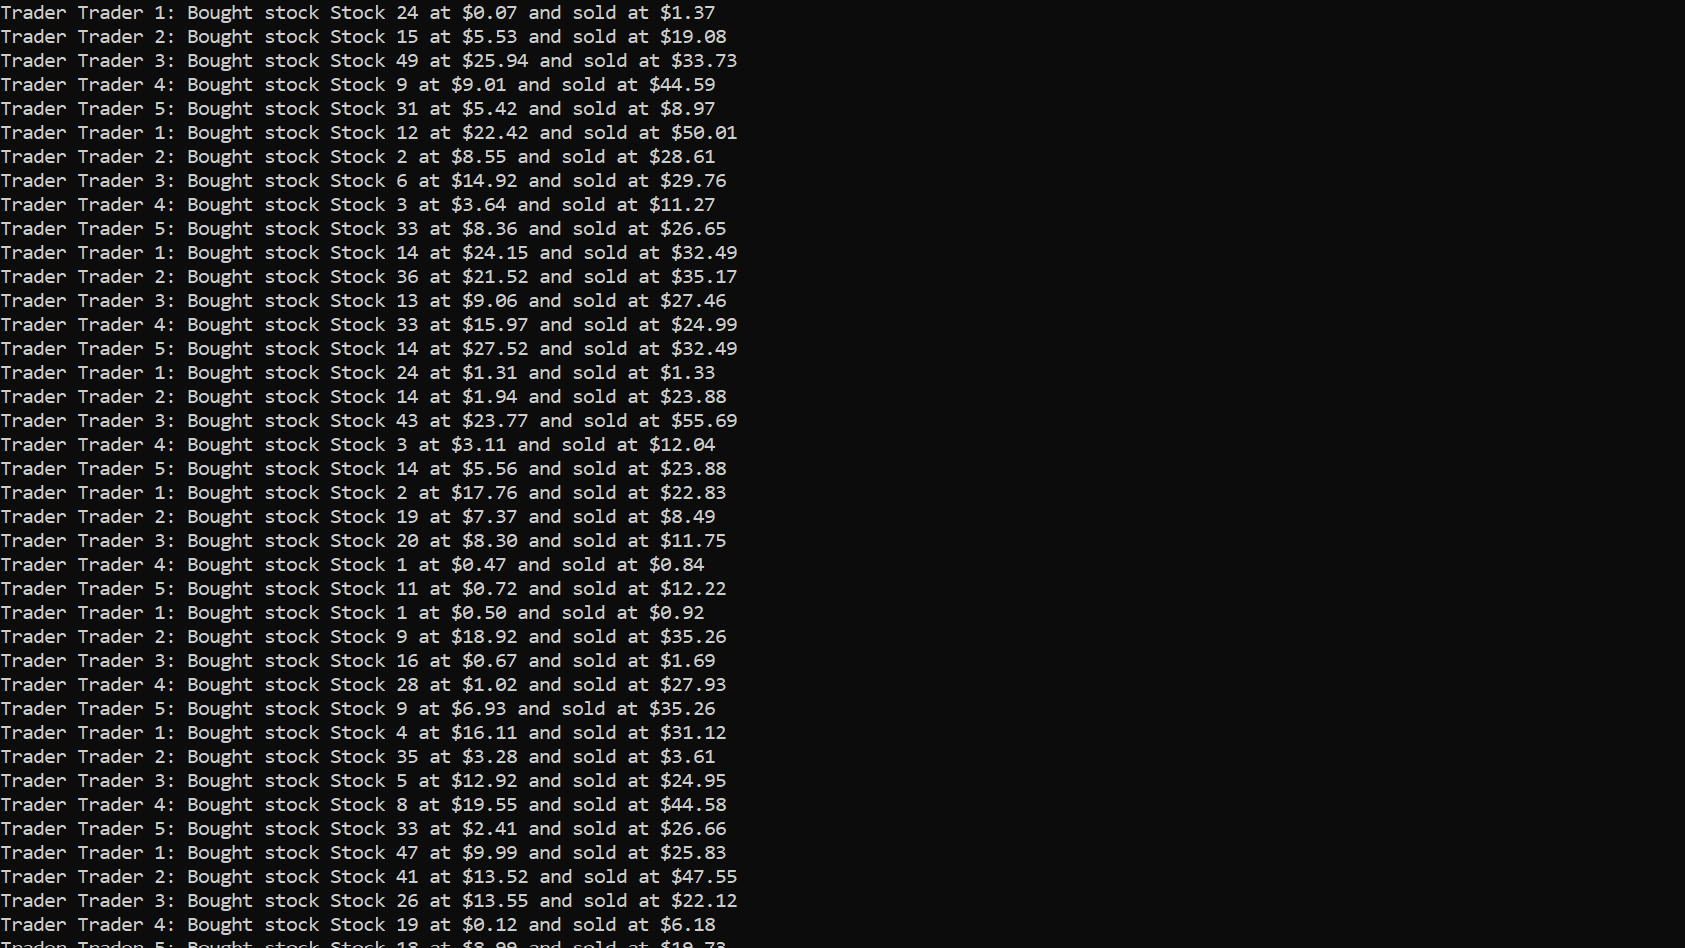 Trader Trader 1: Bought stock Stock 24 at $0.07 and sold at $1.37
Trader Trader 2: Bought stock Stock 15 at $5.53 and sold at $19.08
Trader Trader 3: Bought stock Stock 49 at $25.94 and sold at $33.73
Trader Trader 4: Bought stock Stock 9 at $9.01 and sold at $44.59
Trader Trader 5: Bought stock Stock 31 at $5.42 and sold at $8.97
Trader Trader 1: Bought stock Stock 12 at $22.42 and sold at $50.01
Trader Trader 2: Bought stock Stock 2 at $8.55 and sold at $28.61
Trader Trader 3: Bought stock Stock 6 at $14.92 and sold at $29.76
Trader Trader 4: Bought stock Stock 3 at $3.64 and sold at $11.27
Trader Trader 5: Bought stock Stock 33 at $8.36 and sold at $26.65
Trader Trader 1: Bought stock Stock 14 at $24.15 and sold at $32.49
Trader Trader 2: Bought stock Stock 36 at $21.52 and sold at $35.17
Trader Trader 3: Bought stock Stock 13 at $9.06 and sold at $27.46
Trader Trader 4: Bought stock Stock 33 at $15.97 and sold at $24.99
Trader Trader 5: Bought stock Stock 14 at $27.52 and sold at $32.49
Trader Trader 1: Bought stock Stock 24 at $1.31 and sold at $1.33
Trader Trader 2: Bought stock Stock 14 at $1.94 and sold at $23.88
Trader Trader 3: Bought stock Stock 43 at $23.77 and sold at $55.69
Trader Trader 4: Bought stock Stock 3 at $3.11 and sold at $12.04
Trader Trader 5: Bought stock Stock 14 at $5.56 and sold at $23.88
Trader Trader 1: Bought stock Stock 2 at $17.76 and sold at $22.83
Trader Trader 2: Bought stock Stock 19 at $7.37 and sold at $8.49
Trader Trader 3: Bought stock Stock 20 at $8.30 and sold at $11.75
Trader Trader 4: Bought stock Stock 1 at $0.47 and sold at $0.84
Trader Trader 5: Bought stock Stock 11 at $0.72 and sold at $12.22
Trader Trader 1: Bought stock Stock 1 at $0.50 and sold at $0.92
Trader Trader 2: Bought stock Stock 9 at $18.92 and sold at $35.26
Trader Trader 3: Bought stock Stock 16 at $0.67 and sold at $1.69
Trader Trader 4: Bought stock Stock 28 at $1.02 and sold at $27.93
Trader Trader 5: Bought stock Stock 9 at $6.93 and sold at $35.26
Trader Trader 1: Bought stock Stock 4 at $16.11 and sold at $31.12
Trader Trader 2: Bought stock Stock 35 at $3.28 and sold at $3.61
Trader Trader 3: Bought stock Stock 5 at $12.92 and sold at $24.95
Trader Trader 4: Bought stock Stock 8 at $19.55 and sold at $44.58
Trader Trader 5: Bought stock Stock 33 at $2.41 and sold at $26.66
Trader Trader 1: Bought stock Stock 47 at $9.99 and sold at $25.83
Trader Trader 2: Bought stock Stock 41 at $13.52 and sold at $47.55
Trader Trader 3: Bought stock Stock 26 at $13.55 and sold at $22.12
Trader Trader 4: Bought stock Stock 19 at $0.12 and sold at $6.18
Trader Trader 5: Bought stock Stock at and sold at